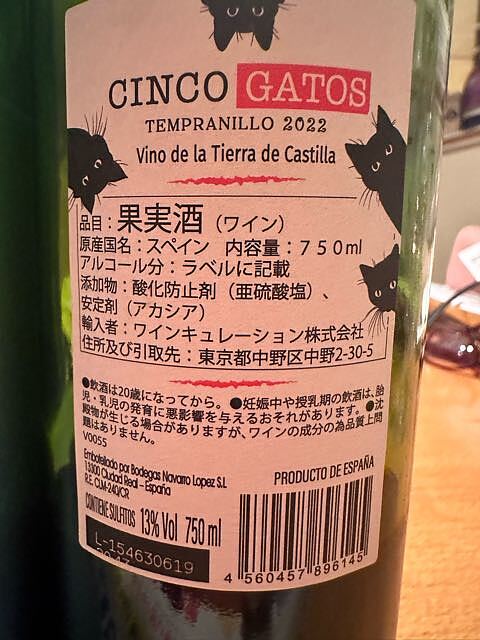 CINCO GATOS
TEMPRANILLO 2022
Vino de la Tierra de Castilla
品目：果実酒（ワイン）
原産国名：スペイン 内容量：７５０ml
アルコール分：ラベルに記載
添加物：酸化防止剤（亜硫酸塩）、
安定剤（アカシア）
輸入者：ワインキュレーション株式会社
住所及び引取先：東京都中野区中野2-30-5
●飲酒は20歳になってから。●妊娠中や授乳期の飲酒は、胎
児・乳児の発育に悪影響を与えるおそれがあります。●沈
殿物が生じる場合がありますが、ワインの成分の為品質上問
題はありません。
V0055
Embotellado por Bodegas Navarro Lopez S.L
13300 Ciudad Real – España
R.E. CLM-240/CR
PRODUCTO DE ESPAÑA
CONTIENE SULFITOS 13% Vol 750 ml
L-154630619
4 560457 896145